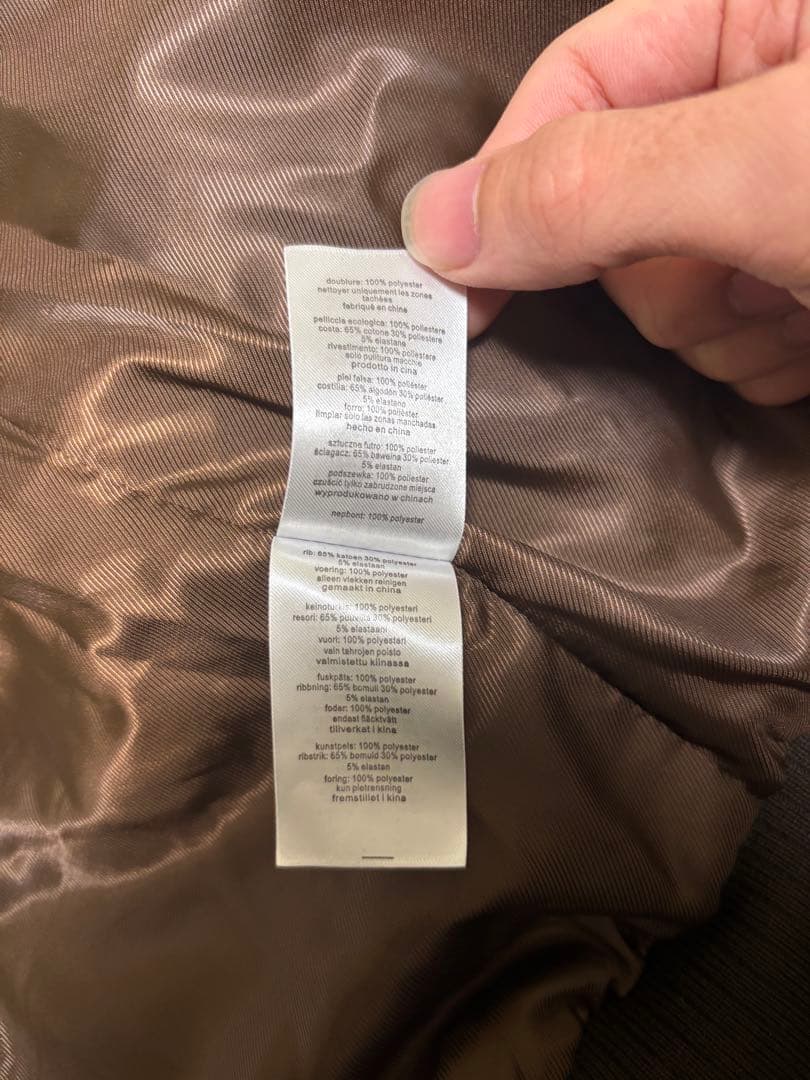 doublure: 100% polyester
nettoyer uniquement les zones
tachées
fabriqué en china
pelliccia ecologica: 100% poliestere
costa: 65% cotone 30% poliestere
5% elastane
rivestimento: 100% poliestere
solo pulitura macchie
prodotto in cina
piel falsa: 100% poliéster
costilla: 65% algodón 30% poliéster
5% elastano
forro: 100% poliéster
limpiar sólo las zonas manchadas
hecho en china
sztuczne futro: 100% poliester
ściągacz: 65% bawełna 30% poliester
5% elastan
podszewka: 100% poliester
czuścić tylko zabrudzone miejsca
wyprodukowano w chinach
nepbont: 100% polyester
rib: 65% katoen 30% polyester
5% elastaan
voering: 100% polyester
alleen vlekken reinigen
gemaakt in china
keinoturkis: 100% polyesteri
resori: 65% puuvilla 30% polyesteri
5% elastaani
vuori: 100% polyesteri
vain tahrojen poisto
valmistettu kiinassa
fuskpäls: 100% polyester
ribbning: 65% bomull 30% polyester
5% elastan
foder: 100% polyester
endast fläcktvätt
tillverkat i kina
kunstpels: 100% polyester
ribstrik: 65% bomuld 30% polyester
5% elastan
foring: 100% polyester
kun pletrensning
fremstillet i kina